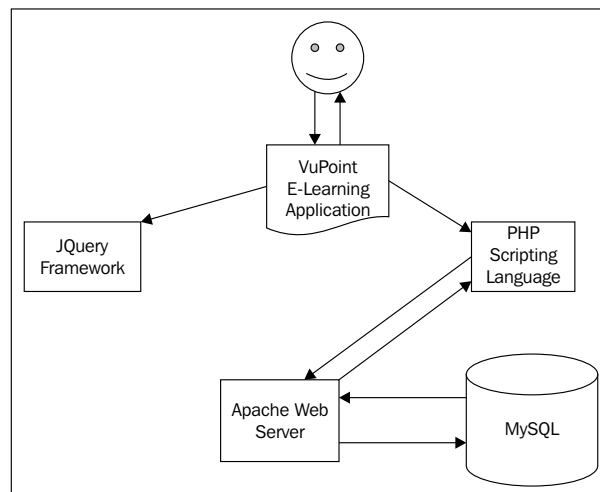 VuPoint
E-Learning
Application
JQuery
Framework
PHP
Scripting
Language
Apache Web
Server
MySQL